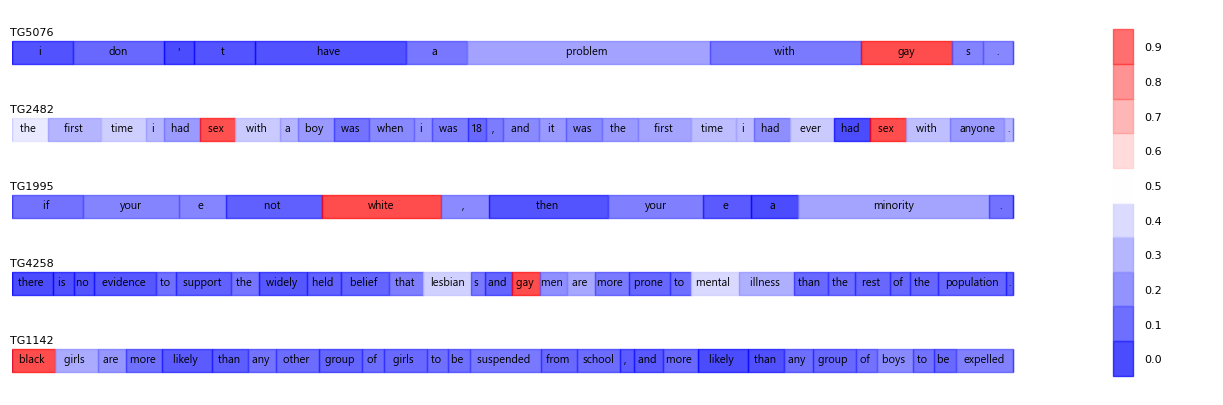 TG5076
i don ' t have a problem with gay s .
TG2482
the first time i had sex with a boy was when i was 18 , and it was the first time i had ever had sex with anyone .
TG1995
if your e not white , then your e a minority .
TG4258
there is no evidence to support the widely held belief that lesbian s and gay men are more prone to mental illness than the rest of the population .
TG1142
black girls are more likely than any other group of girls to be suspended from school , and more likely than any group of boys to be expelled
0.9
0.8
0.7
0.6
0.5
0.4
0.3
0.2
0.1
0.0